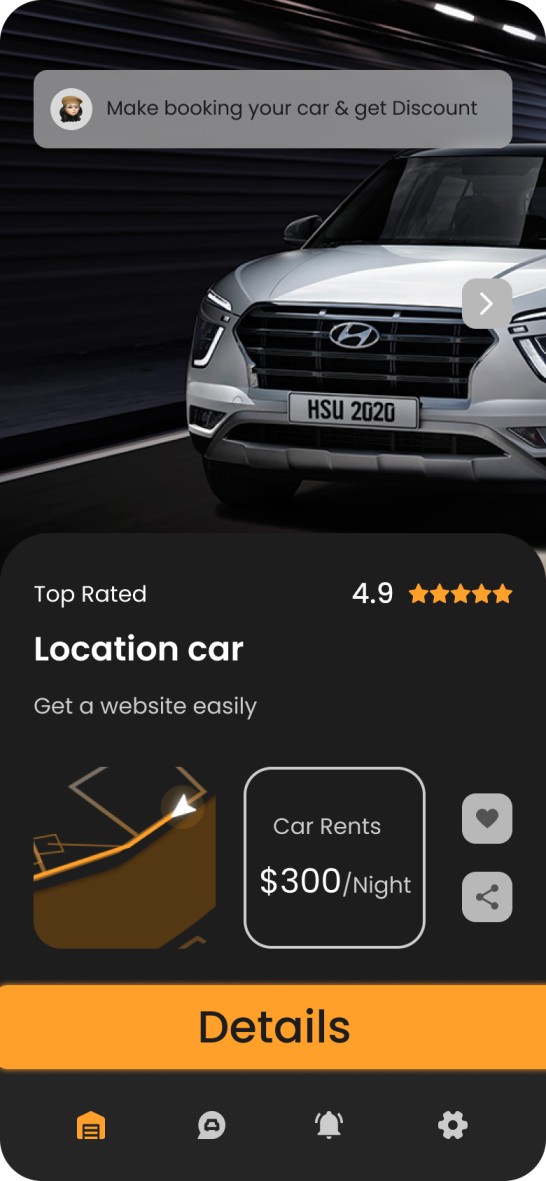 Make booking your car & get Discount
HSU 2020
Top Rated
4.9
Location car
Get a website easily
Car Rents
$300/Night
Details